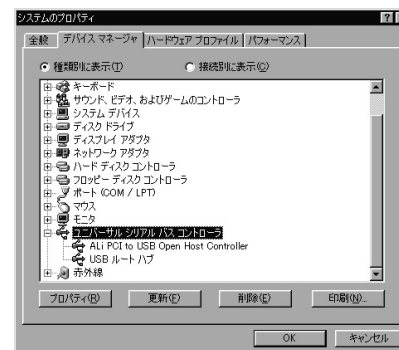 システムのプロパティ
全般 デバイス マネージャ ハードウェア プロファイル パフォーマンス
種類別に表示(T) 接続別に表示(C)
キーボード
サウンド、ビデオ、およびゲームのコントローラ
システム デバイス
ディスク ドライブ
ディスプレイ アダプタ
ネットワーク アダプタ
ハード ディスク コントローラ
フロッピー ディスク コントローラ
ポート (COM / LPT)
マウス
モニタ
ユニバーサル シリアル バス コントローラ
ALi PCI to USB Open Host Controller
USB ルート ハブ
赤外線
プロパティ(R) 更新(F) 削除(E) 印刷(N)...
OK キャンセル